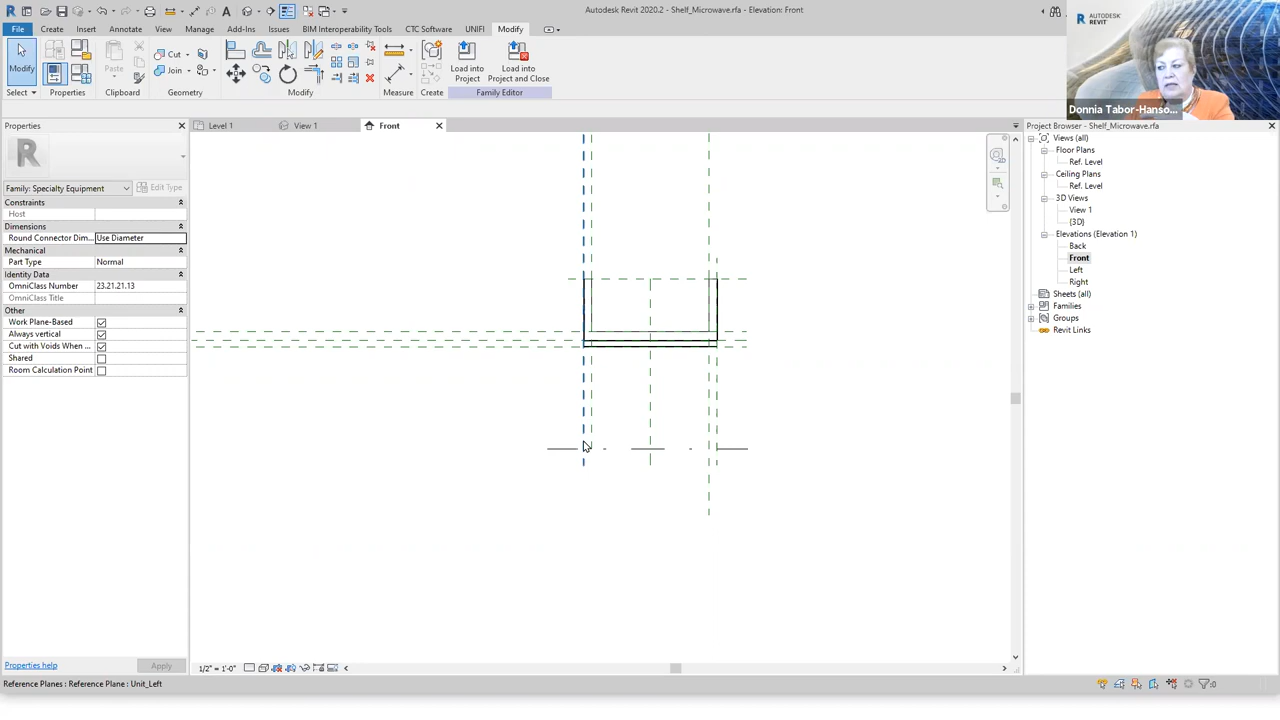 Autodesk Revit 2020.2 - Shelf_Microwave.rfa - Elevation: Front
File Create Insert Annotate View Manage Add-Ins Issues BIM Interoperability Tools CTC Software UNIFI Modify
Modify
Paste
Cut
Join
Load into Project
Load into Project and Close
Select Properties Clipboard Geometry Modify Measure Create Family Editor
AUTODESK REVIT
Donnia Tabor-Hanso...
Properties
Level 1 View 1 Front
Project Browser - Shelf_Microwave.rfa
R
Family: Specialty Equipment Edit Type
Constraints
Host
Dimensions
Round Connector Dim... Use Diameter
Mechanical
Part Type Normal
Identity Data
OmniClass Number 23.21.21.13
OmniClass Title
Other
Work Plane-Based
Always vertical
Cut with Voids When ...
Shared
Room Calculation Point
Views (all)
Floor Plans
Ref. Level
Ceiling Plans
Ref. Level
3D Views
View 1
{3D}
Elevations (Elevation 1)
Back
Front
Left
Right
Sheets (all)
Families
Groups
Revit Links
Properties help Apply
1/2" = 1'-0"
Reference Planes : Reference Plane : Unit_Left
:0